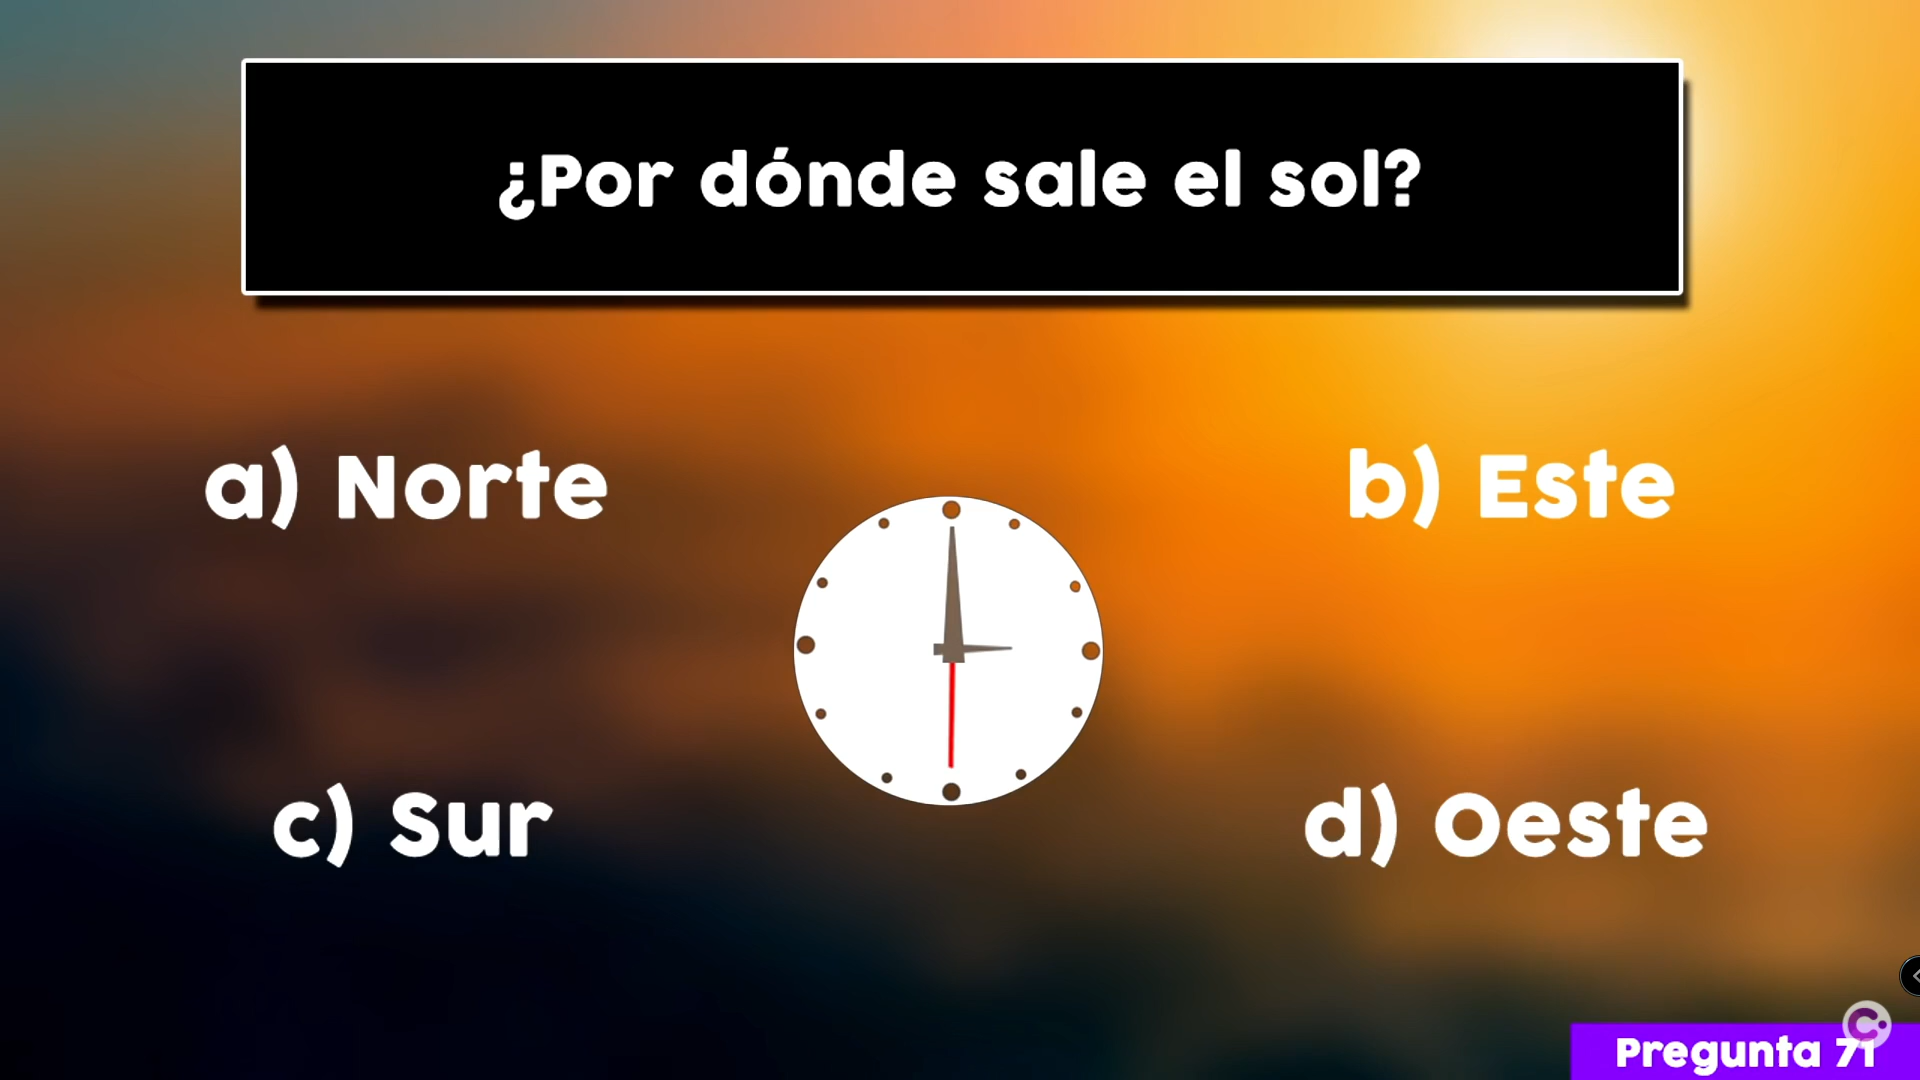 ¿Por dónde sale el sol?
a) Norte
b) Este
c) Sur
d) Oeste
Pregunta 71